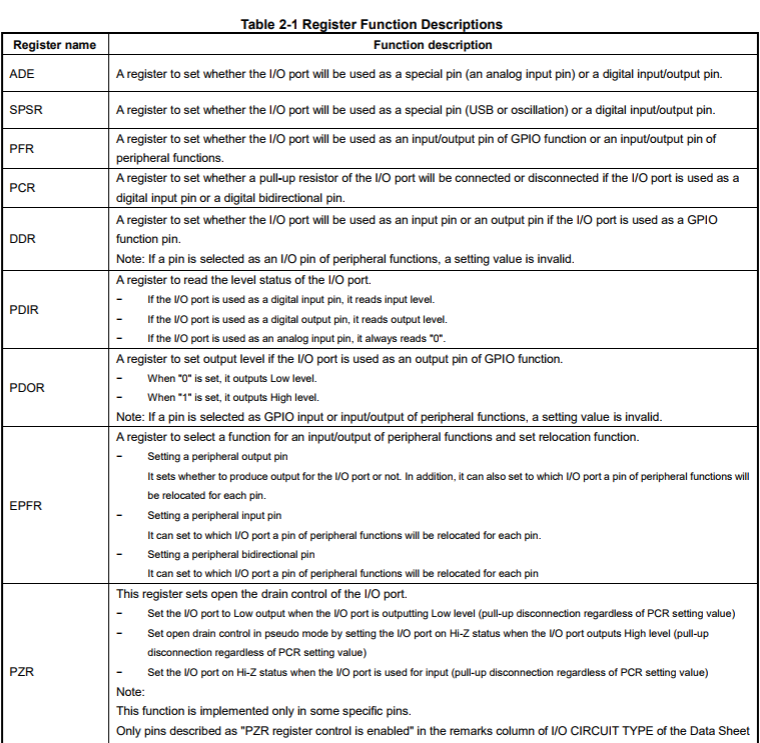 Table 2-1 Register Function Descriptions
Register name Function description
ADE A register to set whether the I/O port will be used as a special pin (an analog input pin) or a digital input/output pin.
SPSR A register to set whether the I/O port will be used as a special pin (USB or oscillation) or a digital input/output pin.
PFR A register to set whether the I/O port will be used as an input/output pin of GPIO function or an input/output pin of
peripheral functions.
PCR A register to set whether a pull-up resistor of the I/O port will be connected or disconnected if the I/O port is used as a
digital input pin or a digital bidirectional pin.
DDR A register to set whether the I/O port will be used as an input pin or an output pin if the I/O port is used as a GPIO
function pin.
Note: If a pin is selected as an I/O pin of peripheral functions, a setting value is invalid.
PDIR A register to read the level status of the I/O port.
− If the I/O port is used as a digital input pin, it reads input level.
− If the I/O port is used as a digital output pin, it reads output level.
− If the I/O port is used as an analog input pin, it always reads "0".
PDOR A register to set output level if the I/O port is used as an output pin of GPIO function.
− When "0" is set, it outputs Low level.
− When "1" is set, it outputs High level.
Note: If a pin is selected as GPIO input or input/output of peripheral functions, a setting value is invalid.
EPFR A register to select a function for an input/output of peripheral functions and set relocation function.
− Setting a peripheral output pin
It sets whether to produce output for the I/O port or not. In addition, it can also set to which I/O port a pin of peripheral functions will
be relocated for each pin.
− Setting a peripheral input pin
It can set to which I/O port a pin of peripheral functions will be relocated for each pin.
− Setting a peripheral bidirectional pin
It can set to which I/O port a pin of peripheral functions will be relocated for each pin
PZR This register sets open the drain control of the I/O port.
− Set the I/O port to Low output when the I/O port is outputting Low level (pull-up disconnection regardless of PCR setting value)
− Set open drain control in pseudo mode by setting the I/O port on Hi-Z status when the I/O port outputs High level (pull-up
disconnection regardless of PCR setting value)
− Set the I/O port on Hi-Z status when the I/O port is used for input (pull-up disconnection regardless of PCR setting value)
Note:
This function is implemented only in some specific pins.
Only pins described as "PZR register control is enabled" in the remarks column of I/O CIRCUIT TYPE of the Data Sheet